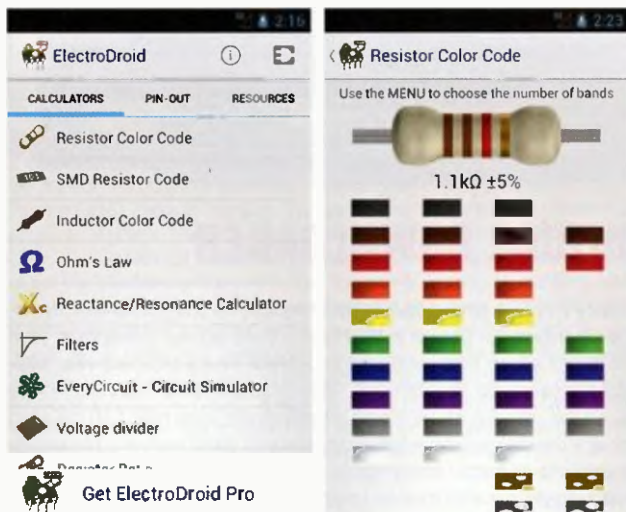 2:16
ElectroDroid
CALCULATORS PIN-OUT RESOURCES
Resistor Color Code
SMD Resistor Code
Inductor Color Code
Ohm's Law
Reactance/Resonance Calculator
Filters
EveryCircuit - Circuit Simulator
Voltage divider
Get ElectroDroid Pro
2:23
Resistor Color Code
Use the MENU to choose the number of bands
1.1kΩ ±5%